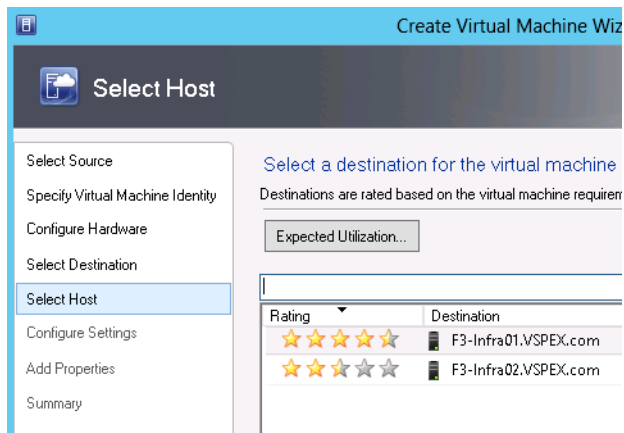 Create Virtual Machine Wiz
Select Host
Select Source
Specify Virtual Machine Identity
Configure Hardware
Select Destination
Select Host
Configure Settings
Add Properties
Summary
Select a destination for the virtual machine
Destinations are rated based on the virtual machine requirem
Expected Utilization...
Rating Destination
F3-Infra01.VSPEX.com
F3-Infra02.VSPEX.com